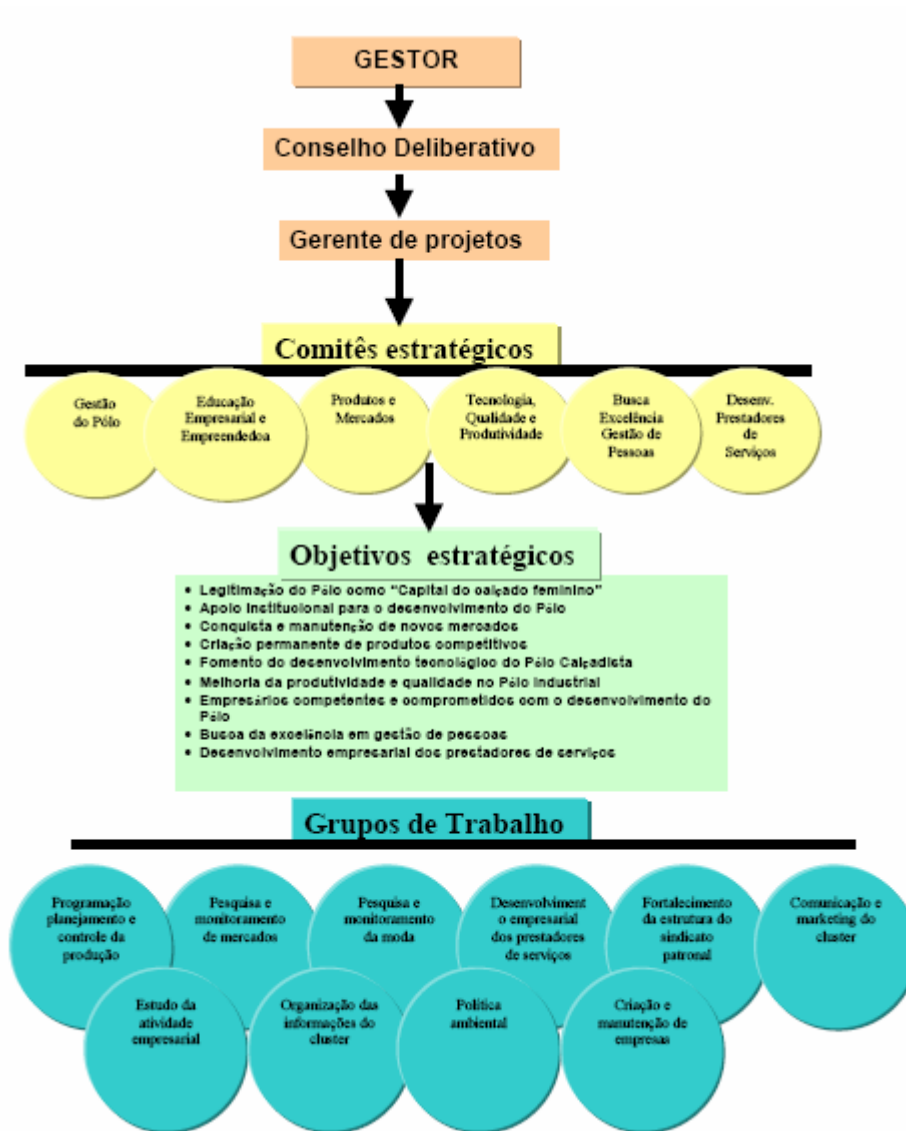 GESTOR
Conselho Deliberativo
Gerente de projetos
Comitês estratégicos
Gestão
do Pólo
Educação
Empresarial e
Empreendedoa
Produtos e
Mercados
Tecnologia,
Qualidade e
Produtividade
Busca
Excelência
Gestão de
Pessoas
Desenv.
Prestadores
de
Serviços
Objetivos estratégicos
• Legitimação do Pólo como "Capital do calçado feminino"
• Apoio institucional para o desenvolvimento do Pólo
• Conquista e manutenção de novos mercados
• Criação permanente de produtos competitivos
• Fomento do desenvolvimento tecnológico do Pólo Calçadista
• Melhoria da produtividade e qualidade no Pólo Industrial
• Empresários competentes e comprometidos com o desenvolvimento do
Pólo
• Busca da excelência em gestão de pessoas
• Desenvolvimento empresarial dos prestadores de serviços
Grupos de Trabalho
Programação
planejamento e
controle da
produção
Pesquisa e
monitoramento
de mercados
Pesquisa e
monitoramento
da moda
Desenvolviment
o empresarial
dos prestadores
de serviços
Fortalecimento
da estrutura do
sindicato
patronal
Comunicação e
marketing do
cluster
Estudo da
atividade
empresarial
Organização das
informações do
cluster
Política
ambiental
Criação e
manutenção de
empresas